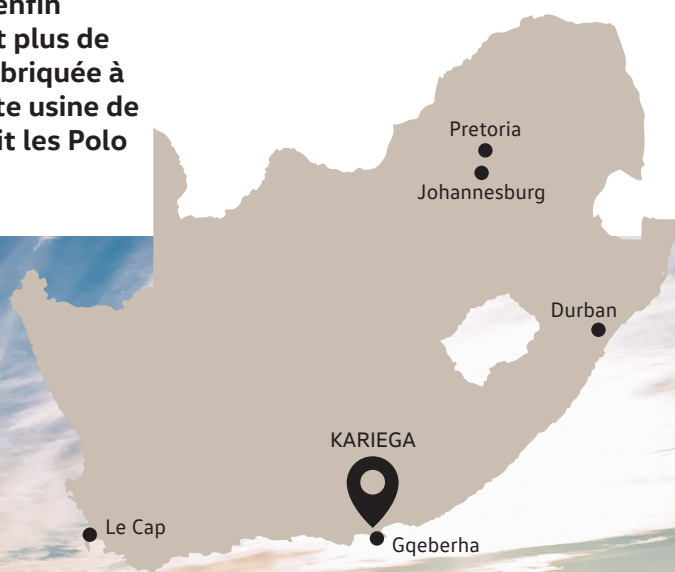 enfin
t plus de
briquée à
te usine de
it les Polo
Pretoria
Johannesburg
Durban
KARIEGA
Le Cap
Gqeberha